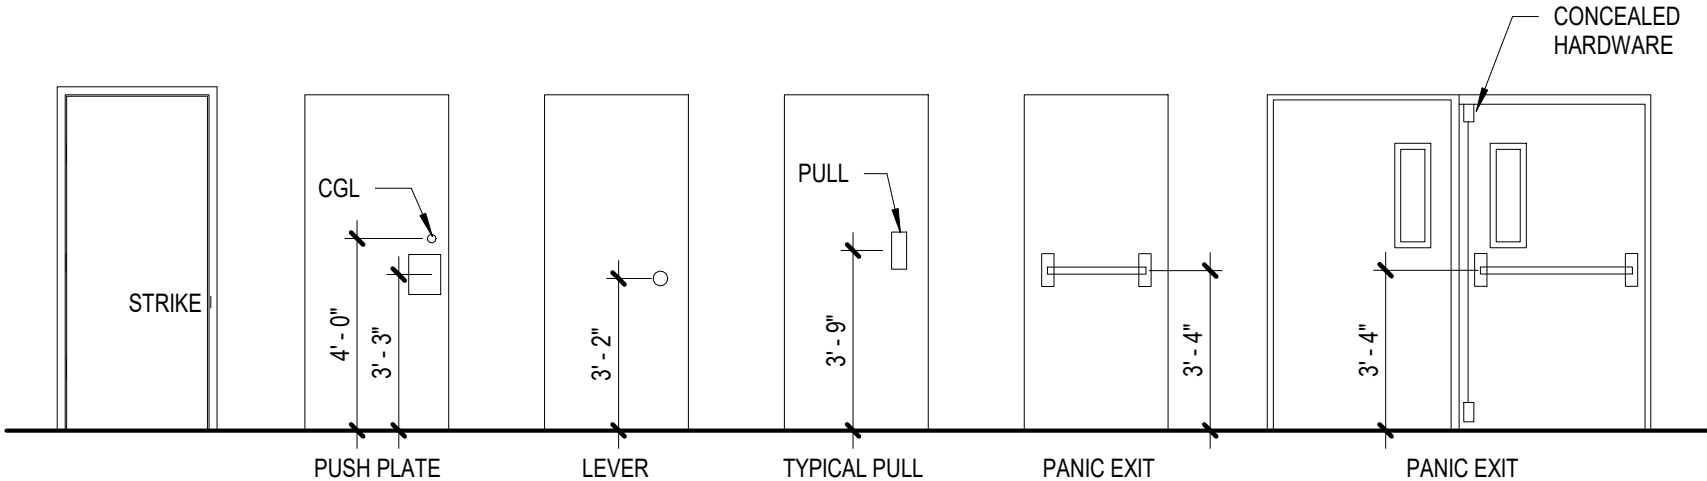 CONCEALED
HARDWARE
CGL
PULL
STRIKE
4' - 0"
3' - 3"
3' - 2"
3' - 9"
3' - 4"
3' - 4"
PUSH PLATE
LEVER
TYPICAL PULL
PANIC EXIT
PANIC EXIT